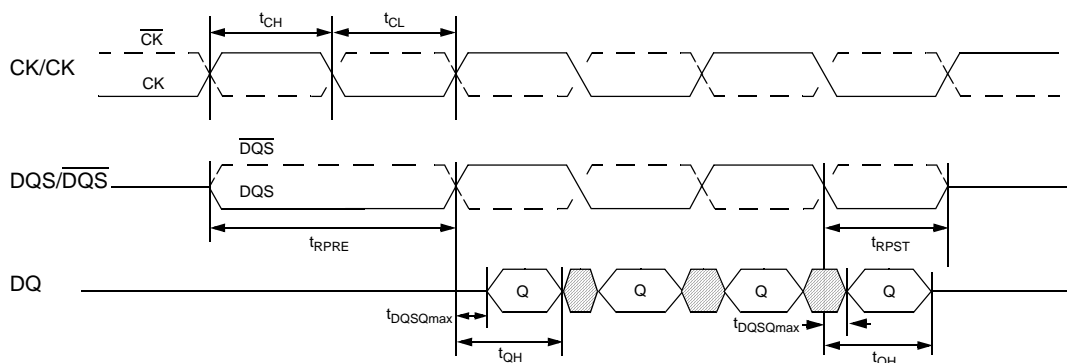 tCH tCL
CK
CK/CK
CK
DQS
DQS/DQS
DQS
tRPRE tRPST
DQ
Q Q Q Q
tDQSQmax tDQSQmax
tQH tQH